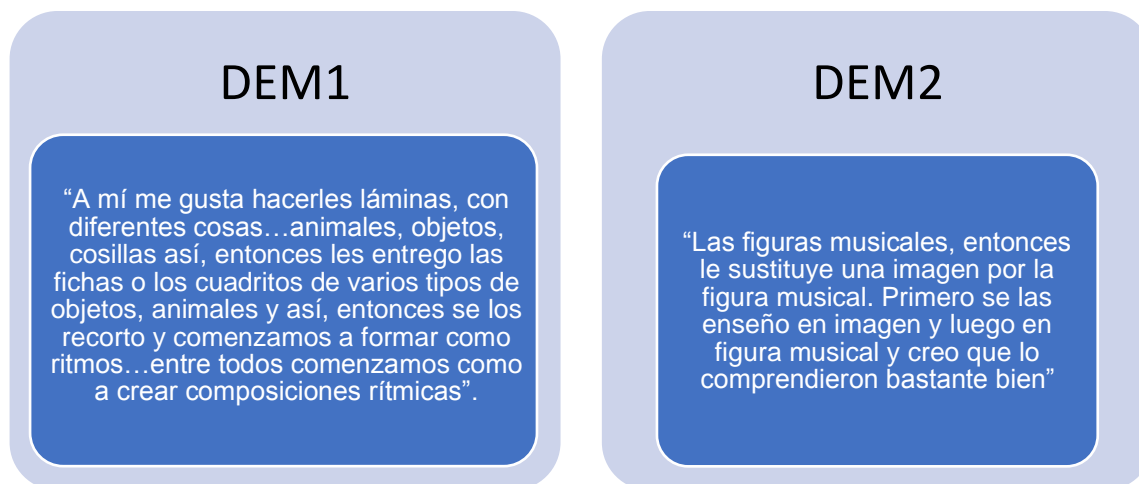 DEM1
“A mí me gusta hacerles láminas, con
diferentes cosas…animales, objetos,
cosillas así, entonces les entrego las
fichas o los cuadritos de varios tipos de
objetos, animales y así, entonces se los
recorto y comenzamos a formar como
ritmos…entre todos comenzamos como
a crear composiciones rítmicas”.
DEM2
“Las figuras musicales, entonces
le sustituye una imagen por la
figura musical. Primero se las
enseño en imagen y luego en
figura musical y creo que lo
comprendieron bastante bien”